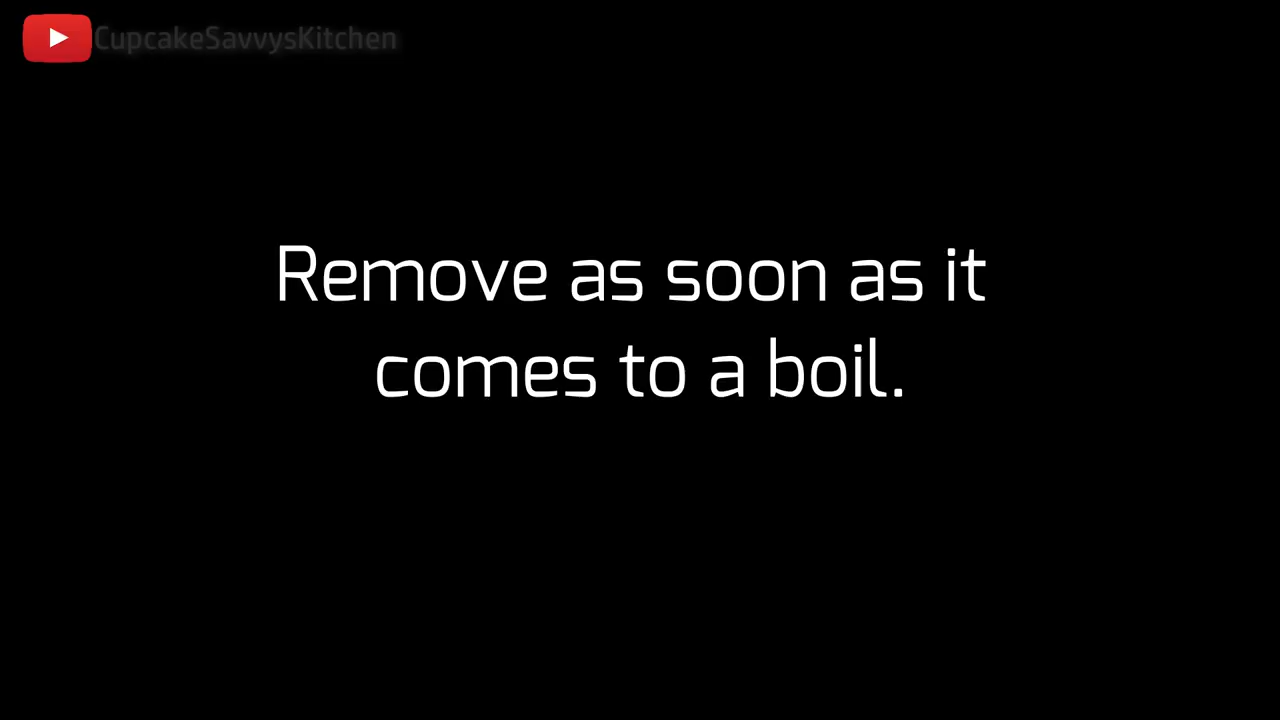 CupcakeSavvysKitchen
Remove as soon as it
comes to a boil.